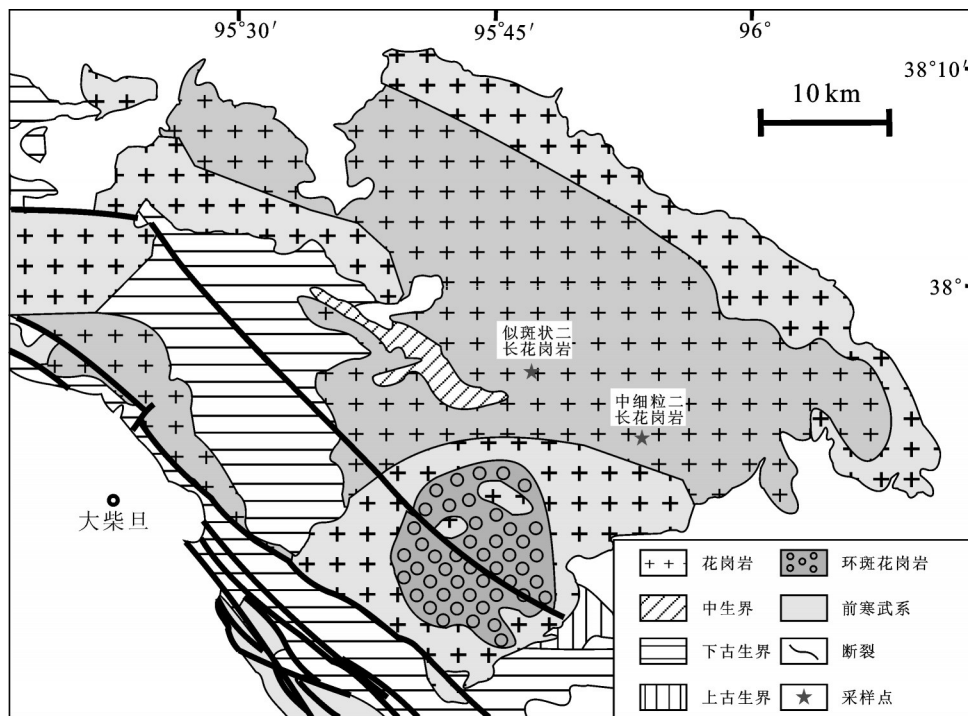 95°30′
95°45′
96°
38°10′
10 km
38°
似斑状二
长花岗岩
中细粒二
长花岗岩
大柴旦
花岗岩
环斑花岗岩
中生界
前寒武系
下古生界
断裂
上古生界
采样点